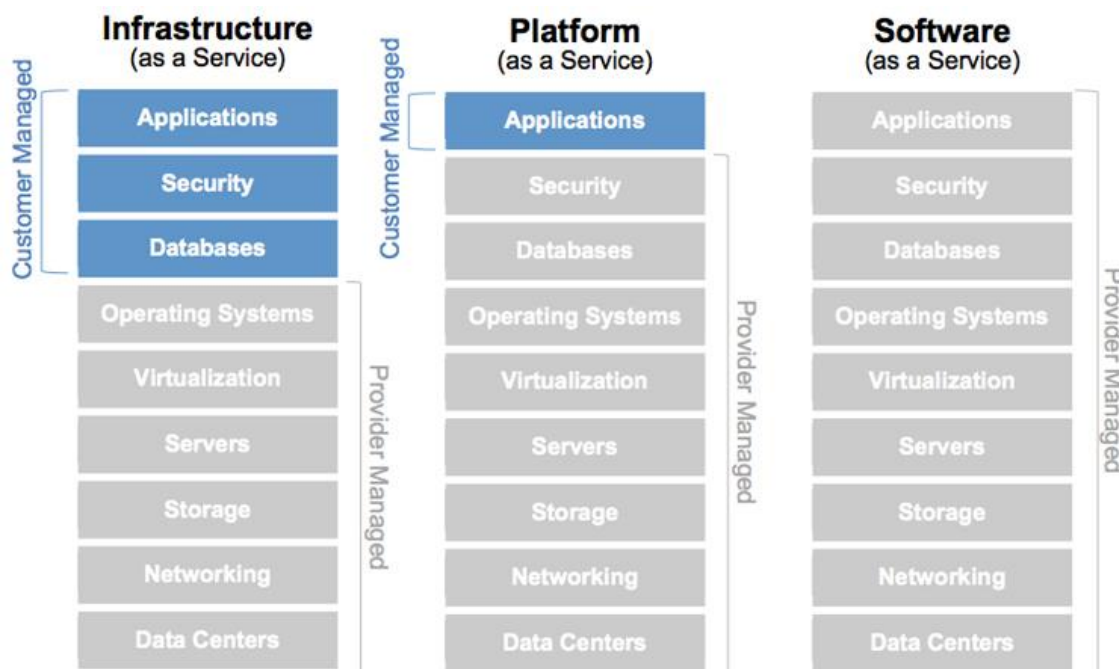 Infrastructure
(as a Service)
Customer Managed
Applications
Security
Databases
Operating Systems
Virtualization
Servers
Storage
Networking
Data Centers
Provider Managed
Platform
(as a Service)
Customer Managed
Applications
Security
Databases
Operating Systems
Virtualization
Servers
Storage
Networking
Data Centers
Provider Managed
Software
(as a Service)
Applications
Security
Databases
Operating Systems
Virtualization
Servers
Storage
Networking
Data Centers
Provider Managed